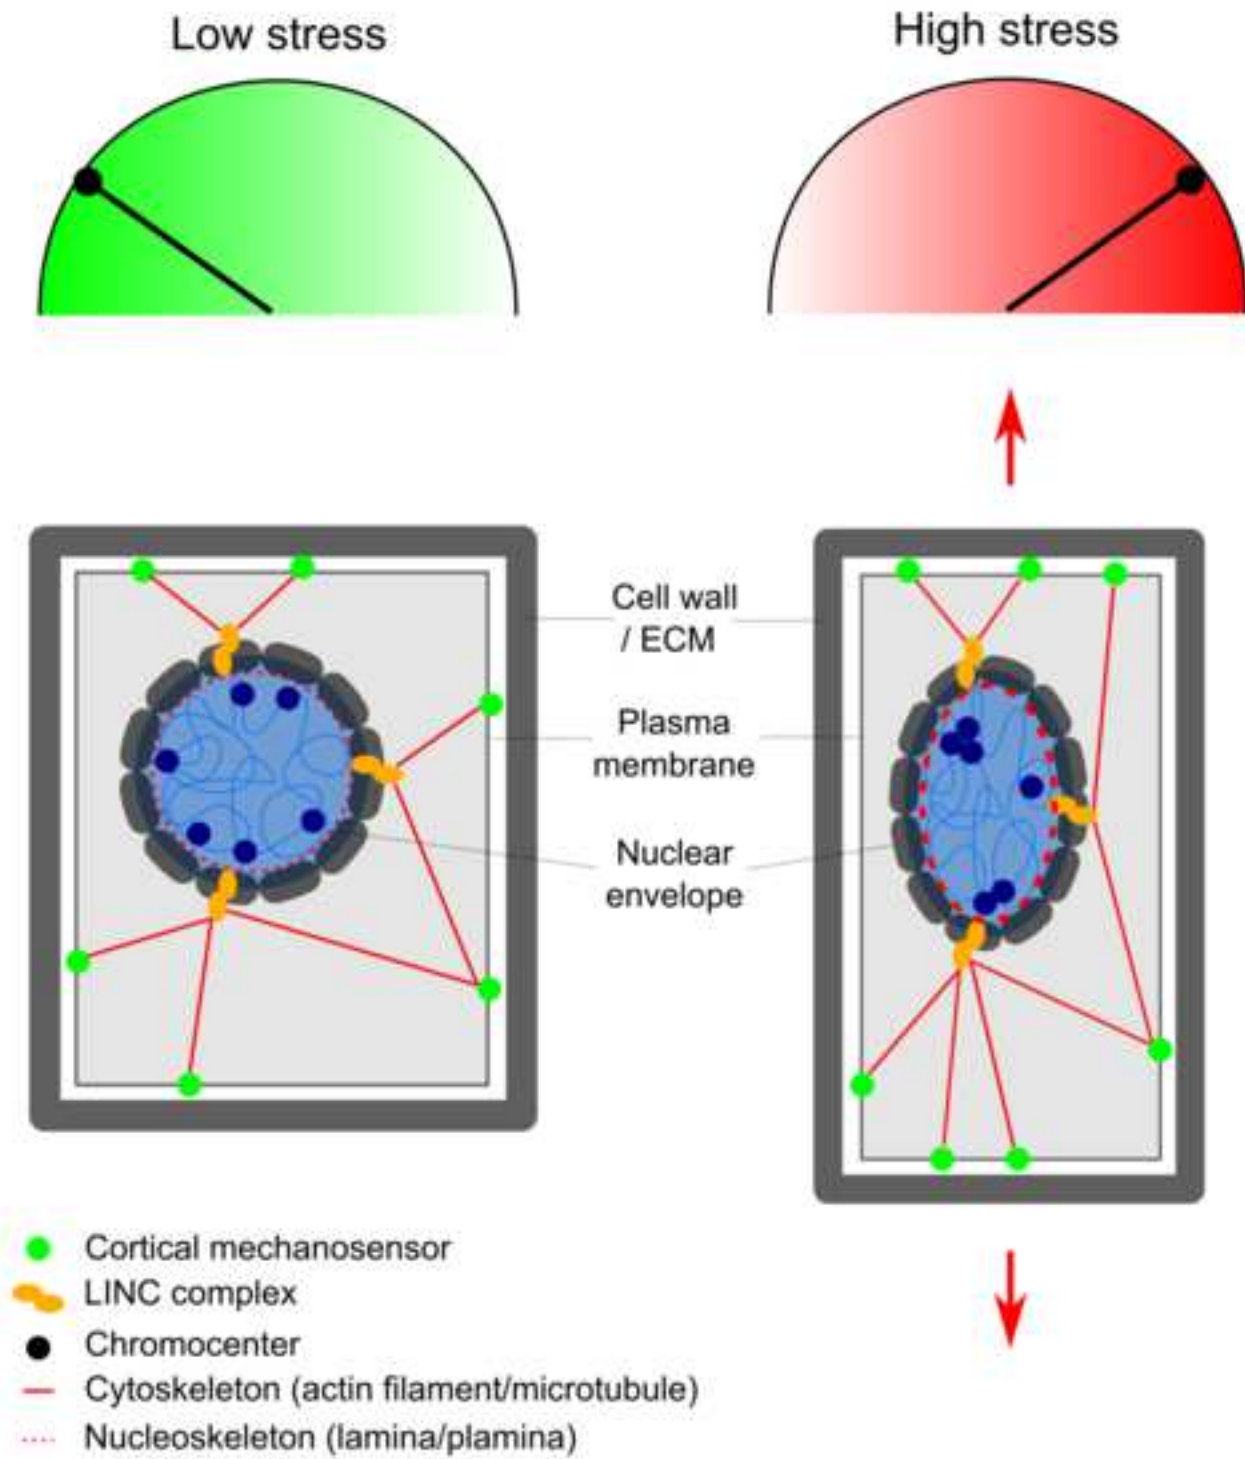 Low stress
High stress
Cell wall
/ ECM
Plasma
membrane
Nuclear
envelope
Cortical mechanosensor
LINC complex
Chromocenter
Cytoskeleton (actin filament/microtubule)
Nucleoskeleton (lamina/plamina)